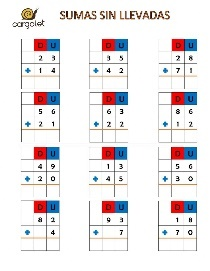 cargolet
SUMAS SIN LLEVADAS
D U D U D U
2 3 3 5 2 8
+ 1 4 + 4 2 + 7 1
D U D U D U
5 6 6 3 8 6
+ 2 1 + 2 2 + 1 2
D U D U D U
4 9 1 3 5 6
+ 2 0 + 4 5 + 3 0
D U D U D U
8 2 9 3 1 8
+ 4 + 7 + 7 0